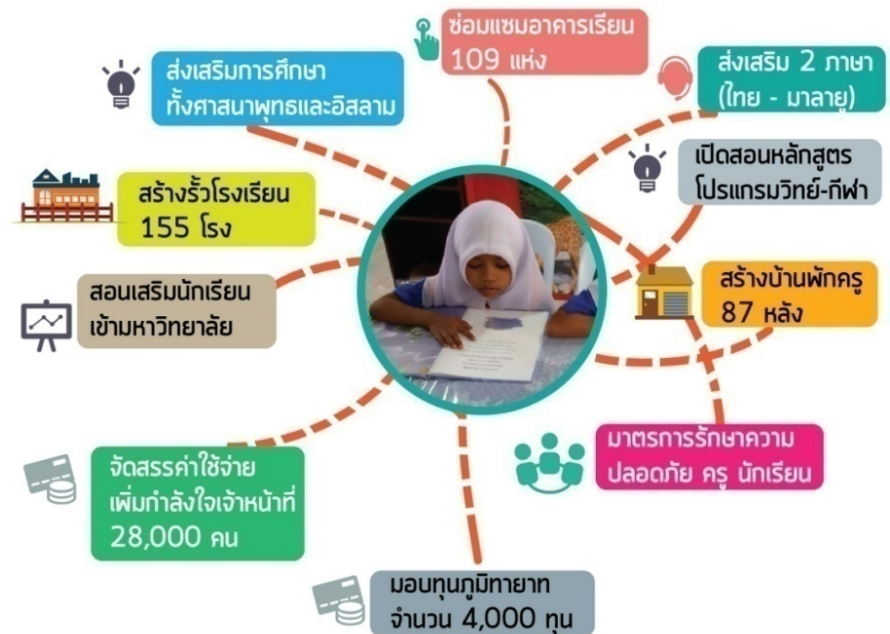 ซ่อมแซมอาคารเรียน
109 แห่ง
ส่งเสริมการศึกษา
ทั้งศาสนาพุทธและอิสลาม
ส่งเสริม 2 ภาษา
(ไทย - มาลายู)
เปิดสอนหลักสูตร
โปรแกรมวิทย์-กีฬา
สร้างรั้วโรงเรียน
155 โรง
สร้างบ้านพักครู
87 หลัง
สอนเสริมนักเรียน
เข้ามหาวิทยาลัย
มาตรการรักษาความ
ปลอดภัย ครู นักเรียน
จัดสรรค่าใช้จ่าย
เพิ่มกำลังใจเจ้าหน้าที่
28,000 คน
มอบทุนภูมิทายาท
จำนวน 4,000 ทุน